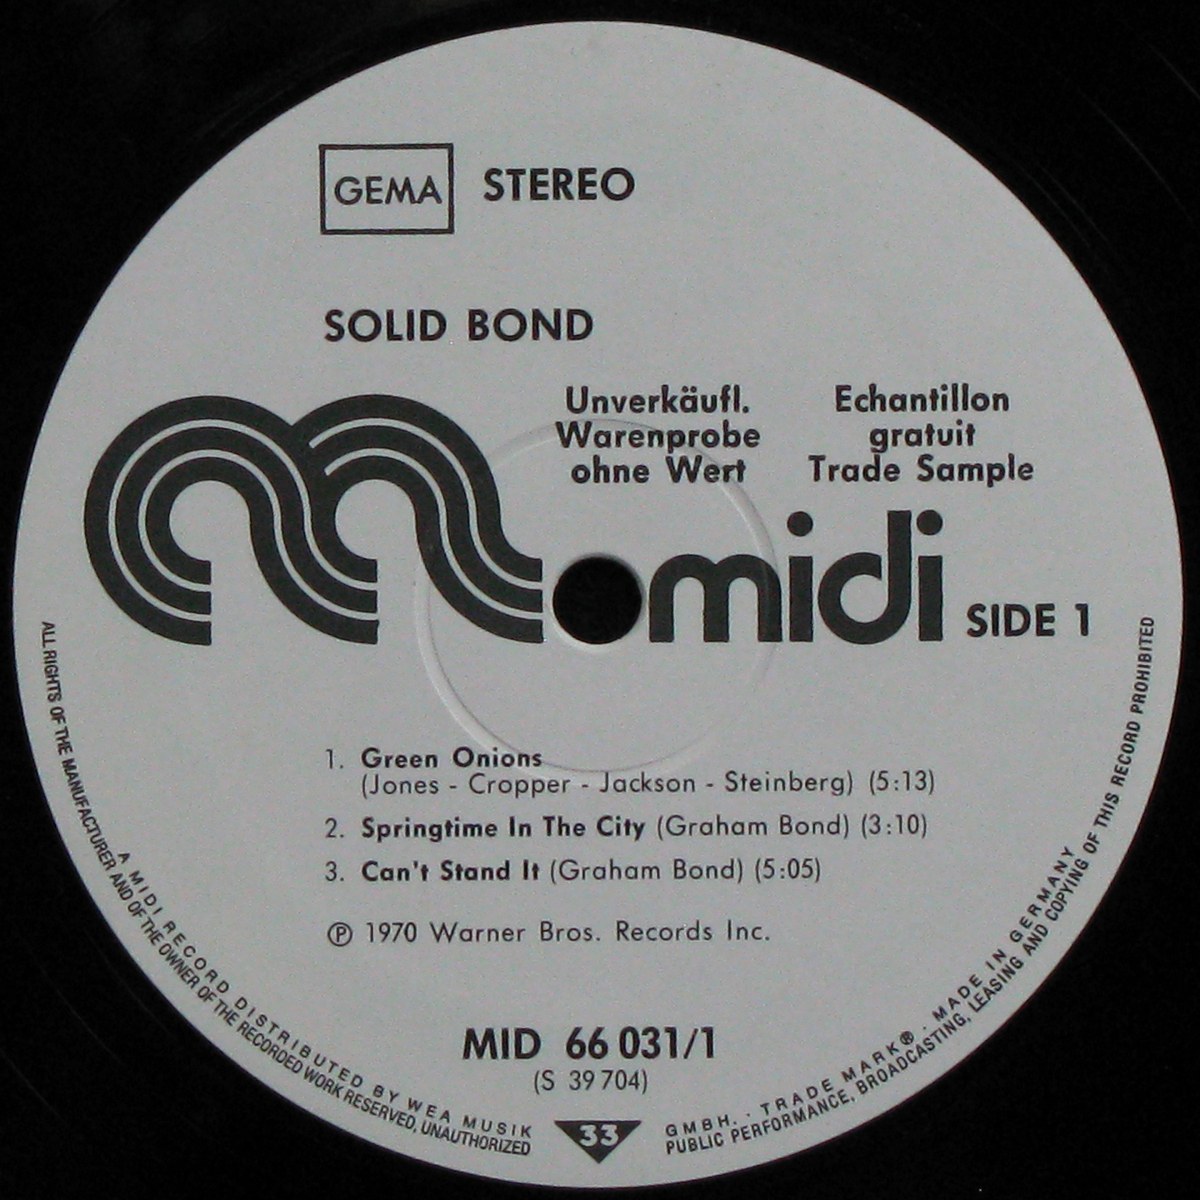 GEMA STEREO
SOLID BOND
Unverkäufl.
Warenprobe
ohne Wert
Echantillon
gratuit
Trade Sample
midi SIDE 1
1. Green Onions
(Jones - Cropper - Jackson - Steinberg) (5:13)
2. Springtime In The City (Graham Bond) (3:10)
3. Can't Stand It (Graham Bond) (5:05)
℗ 1970 Warner Bros. Records Inc.
MID 66 031/1
(S 39 704)
33
A MIDI RECORD DISTRIBUTED BY WEA MUSIK GMBH. · TRADE MARK® · MADE IN GERMANY
ALL RIGHTS OF THE MANUFACTURER AND OF THE OWNER OF THE RECORDED WORK RESERVED, UNAUTHORIZED PUBLIC PERFORMANCE, BROADCASTING, LEASING AND COPYING OF THIS RECORD PROHIBITED